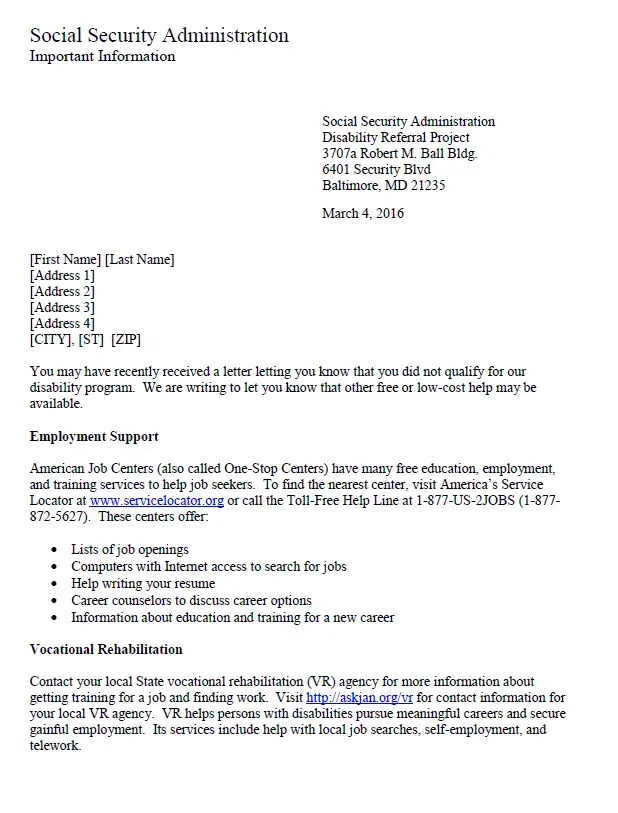 Social Security Administration
Important Information
Social Security Administration
Disability Referral Project
3707a Robert M. Ball Bldg.
6401 Security Blvd
Baltimore, MD 21235
March 4, 2016
[First Name] [Last Name]
[Address 1]
[Address 2]
[Address 3]
[Address 4]
[CITY], [ST]  [ZIP]
You may have recently received a letter letting you know that you did not qualify for our
disability program.  We are writing to let you know that other free or low-cost help may be
available.
Employment Support
American Job Centers (also called One-Stop Centers) have many free education, employment,
and training services to help job seekers.  To find the nearest center, visit America's Service
Locator at www.servicelocator.org or call the Toll-Free Help Line at 1-877-US-2JOBS (1-877-
872-5627).  These centers offer:
• Lists of job openings
• Computers with Internet access to search for jobs
• Help writing your resume
• Career counselors to discuss career options
• Information about education and training for a new career
Vocational Rehabilitation
Contact your local State vocational rehabilitation (VR) agency for more information about
getting training for a job and finding work.  Visit http://askjan.org/vr for contact information for
your local VR agency.  VR helps persons with disabilities pursue meaningful careers and secure
gainful employment.  Its services include help with local job searches, self-employment, and
telework.